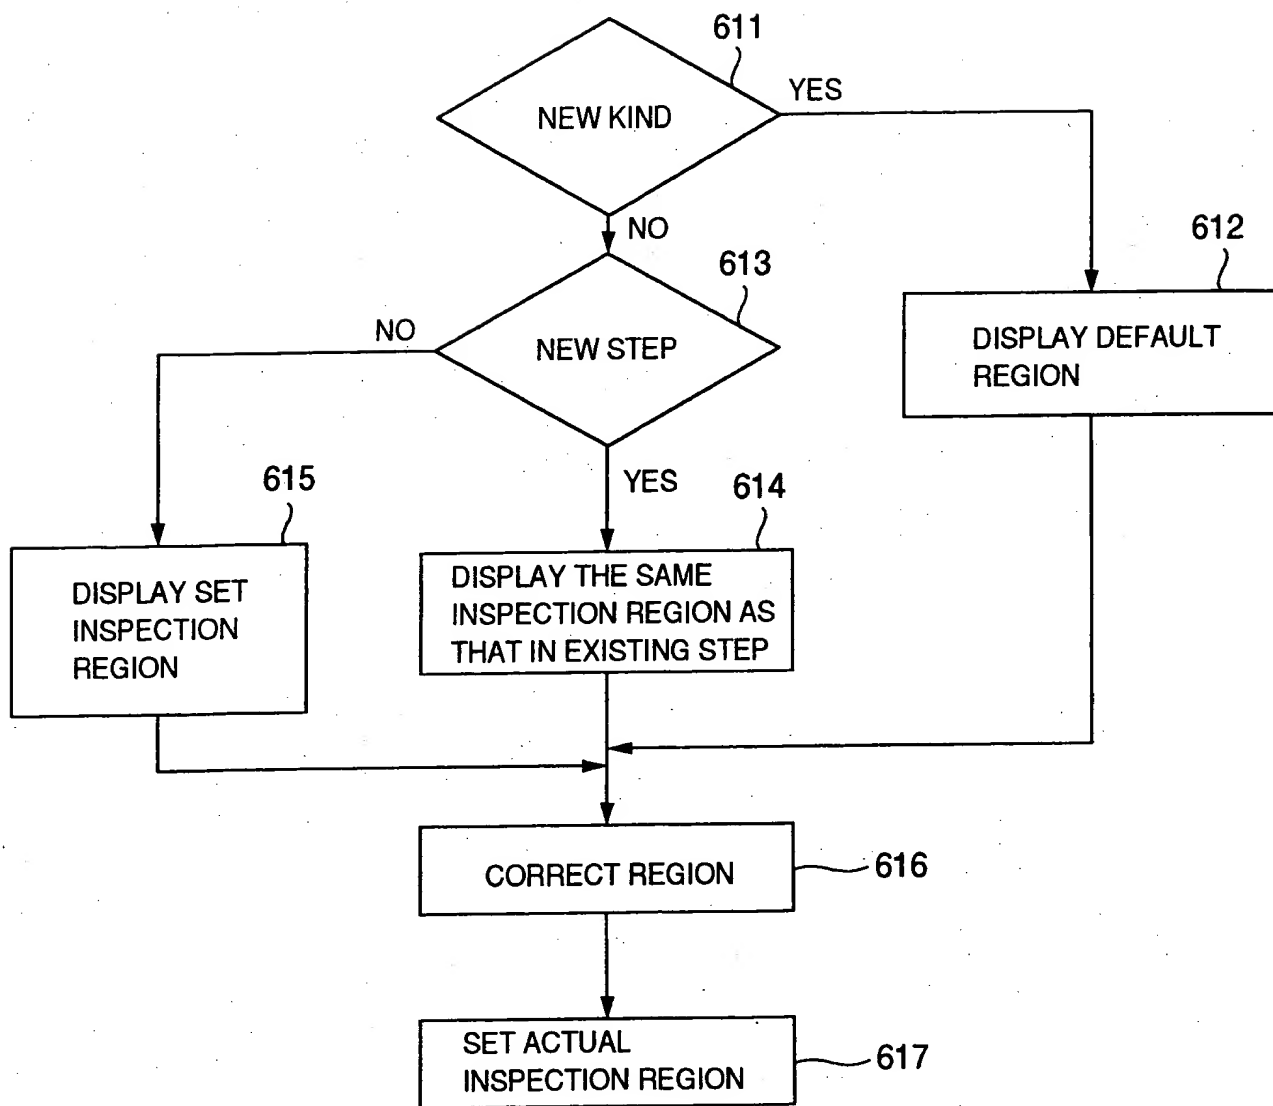 611
NEW KIND
YES
NO
612
613
DISPLAY DEFAULT
REGION
NO
NEW STEP
YES
615
614
DISPLAY SET
INSPECTION
REGION
DISPLAY THE SAME
INSPECTION REGION AS
THAT IN EXISTING STEP
CORRECT REGION
616
SET ACTUAL
INSPECTION REGION
617